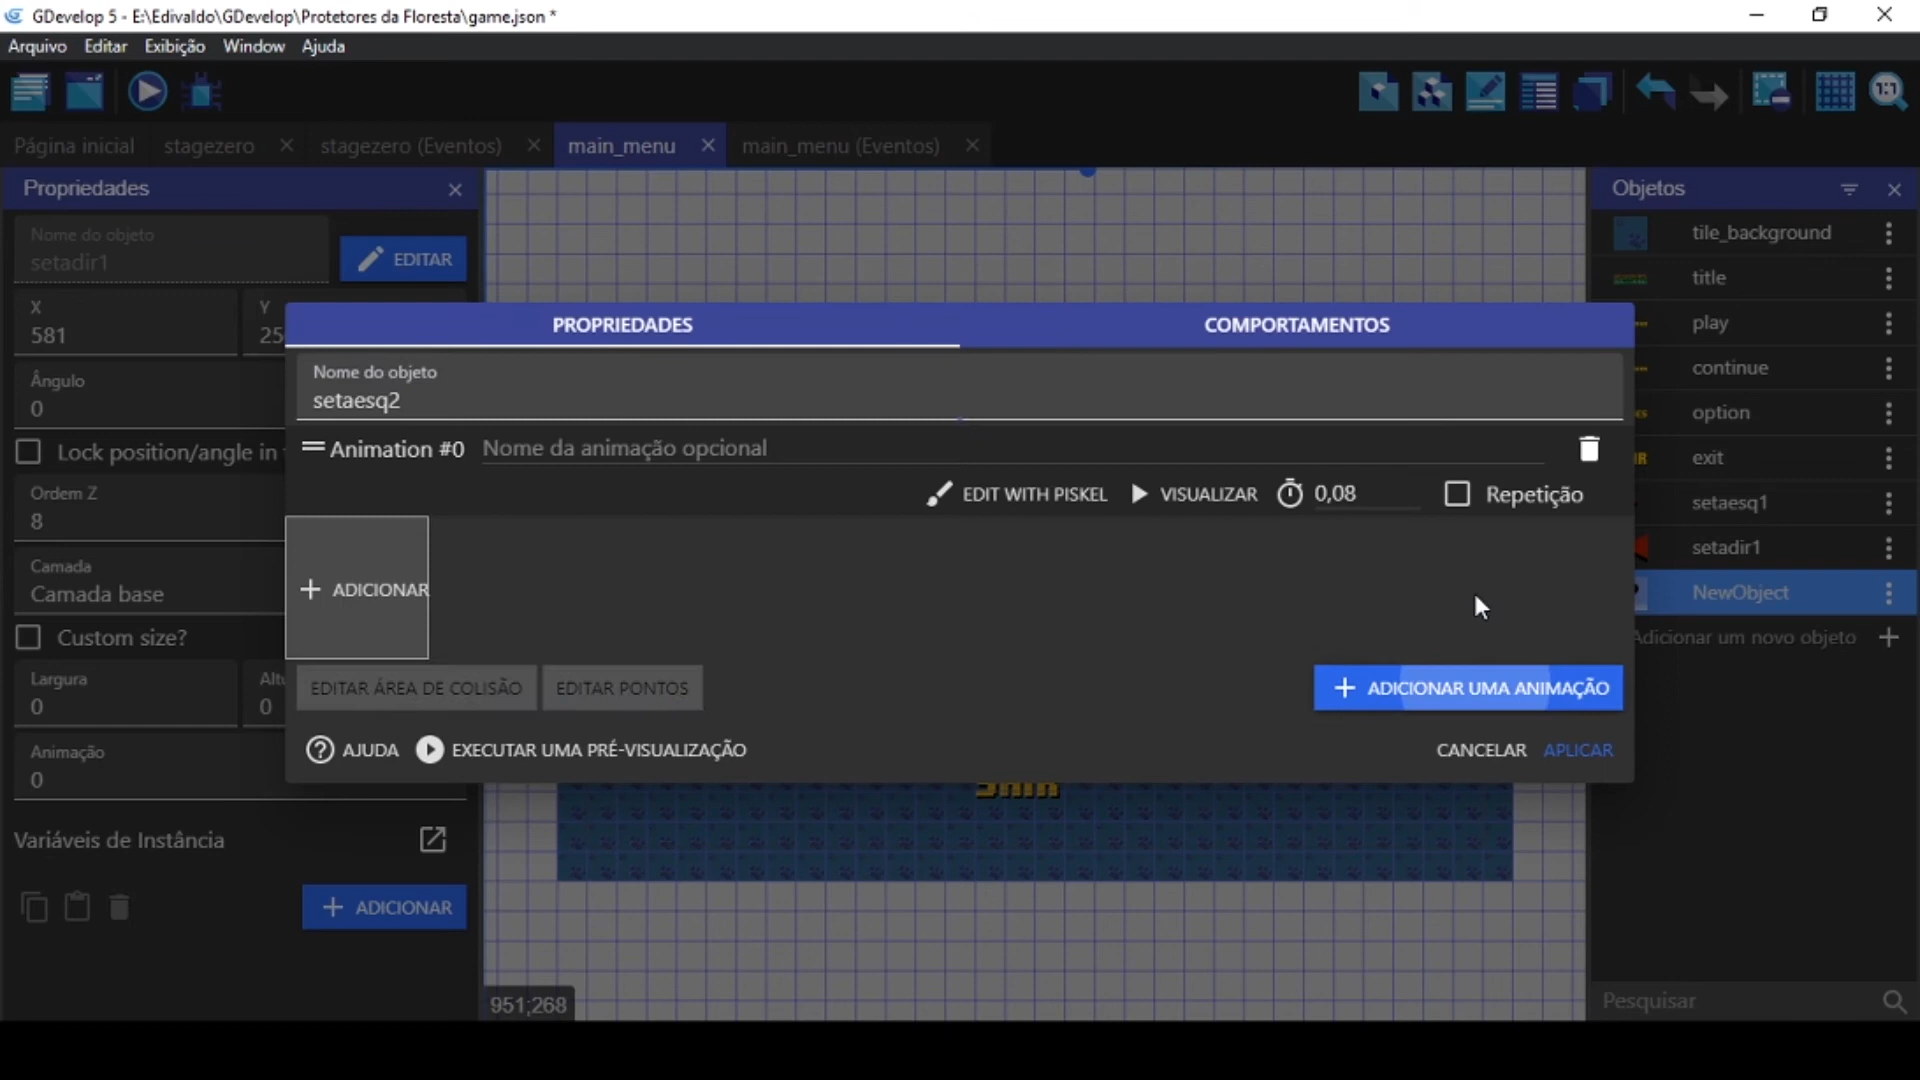 GDevelop 5 - E:\Edivaldo\GDevelop\Protetores da Floresta\game.json *
Arquivo Editar Exibição Window Ajuda
1:1
Página inicial stagezero stagezero (Eventos) main_menu main_menu (Eventos)
Propriedades
Nome do objeto
setadir1
EDITAR
X
581
Y
25
Ângulo
0
Lock position/angle in
Ordem Z
8
Camada
Camada base
Custom size?
Largura
0
Altu
0
Animação
0
Variáveis de Instância
ADICIONAR
PROPRIEDADES COMPORTAMENTOS
Nome do objeto
setaesq2
Animation #0 Nome da animação opcional
EDIT WITH PISKEL VISUALIZAR 0,08 Repetição
ADICIONAR
EDITAR ÁREA DE COLISÃO EDITAR PONTOS ADICIONAR UMA ANIMAÇÃO
AJUDA EXECUTAR UMA PRÉ-VISUALIZAÇÃO CANCELAR APLICAR
951;268
Objetos
tile_background
title
play
continue
option
exit
setaesq1
setadir1
NewObject
Adicionar um novo objeto
Pesquisar